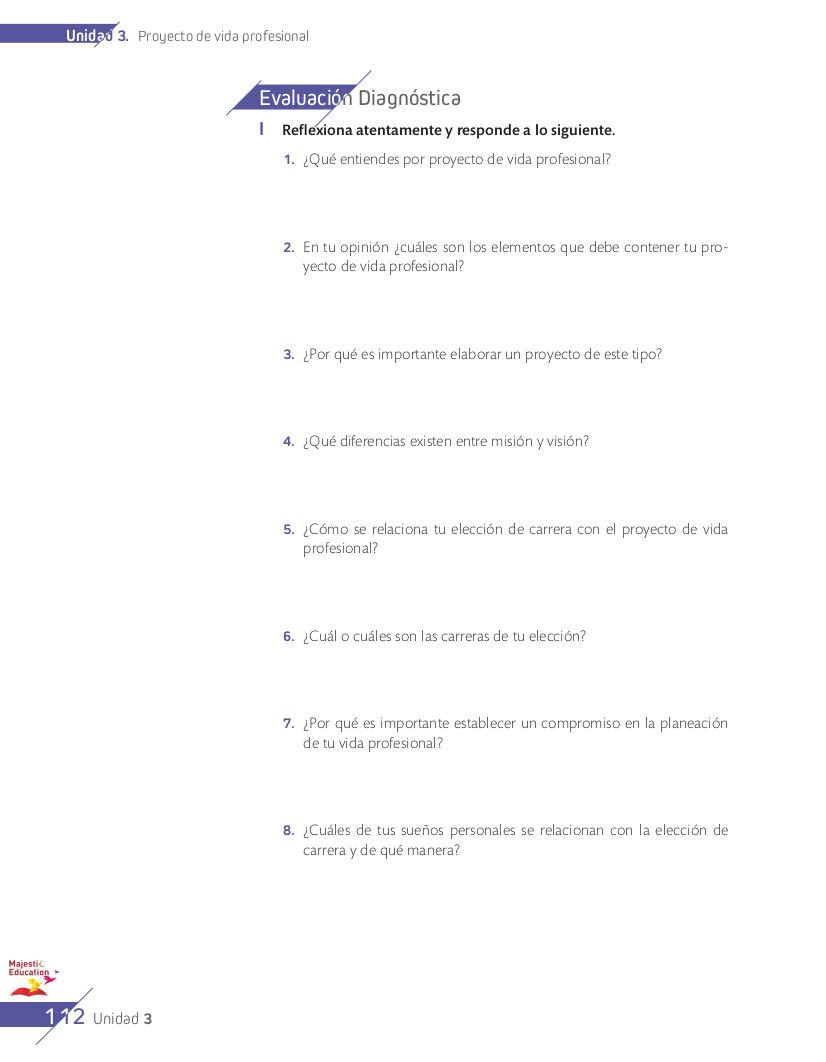 Unidad 3. Proyecto de vida profesional
Evaluación Diagnóstica
I Reflexiona atentamente y responde a lo siguiente.
1. ¿Qué entiendes por proyecto de vida profesional?
2. En tu opinión ¿cuáles son los elementos que debe contener tu pro-
yecto de vida profesional?
3. ¿Por qué es importante elaborar un proyecto de este tipo?
4. ¿Qué diferencias existen entre misión y visión?
5. ¿Cómo se relaciona tu elección de carrera con el proyecto de vida
profesional?
6. ¿Cuál o cuáles son las carreras de tu elección?
7. ¿Por qué es importante establecer un compromiso en la planeación
de tu vida profesional?
8. ¿Cuáles de tus sueños personales se relacionan con la elección de
carrera y de qué manera?
Majestic
Education
112 Unidad 3